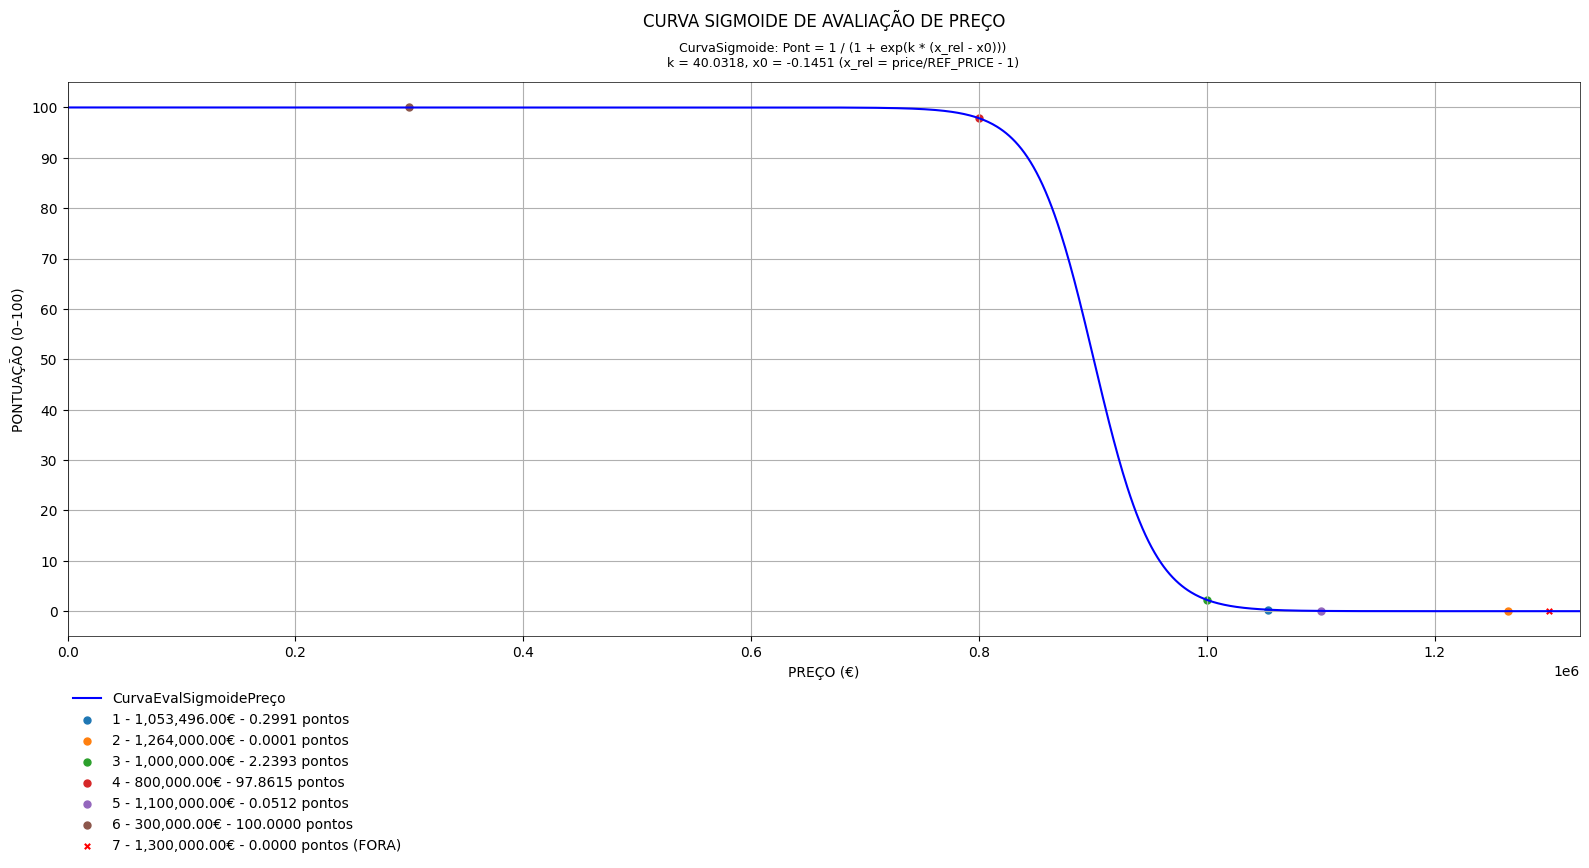 CURVA SIGMOIDE DE AVALIAÇÃO DE PREÇO
CurvaSigmoide: Pont = 1 / (1 + exp(k * (x_rel - x0)))
k = 40.0318, x0 = -0.1451 (x_rel = price/REF_PRICE - 1)
PONTUAÇÃO (0–100)
100
90
80
70
60
50
40
30
20
10
0
0.0
0.2
0.4
0.6
0.8
1.0
1.2
1e6
PREÇO (€)
CurvaEvalSigmoidePreço
1 - 1,053,496.00€ - 0.2991 pontos
2 - 1,264,000.00€ - 0.0001 pontos
3 - 1,000,000.00€ - 2.2393 pontos
4 - 800,000.00€ - 97.8615 pontos
5 - 1,100,000.00€ - 0.0512 pontos
6 - 300,000.00€ - 100.0000 pontos
7 - 1,300,000.00€ - 0.0000 pontos (FORA)